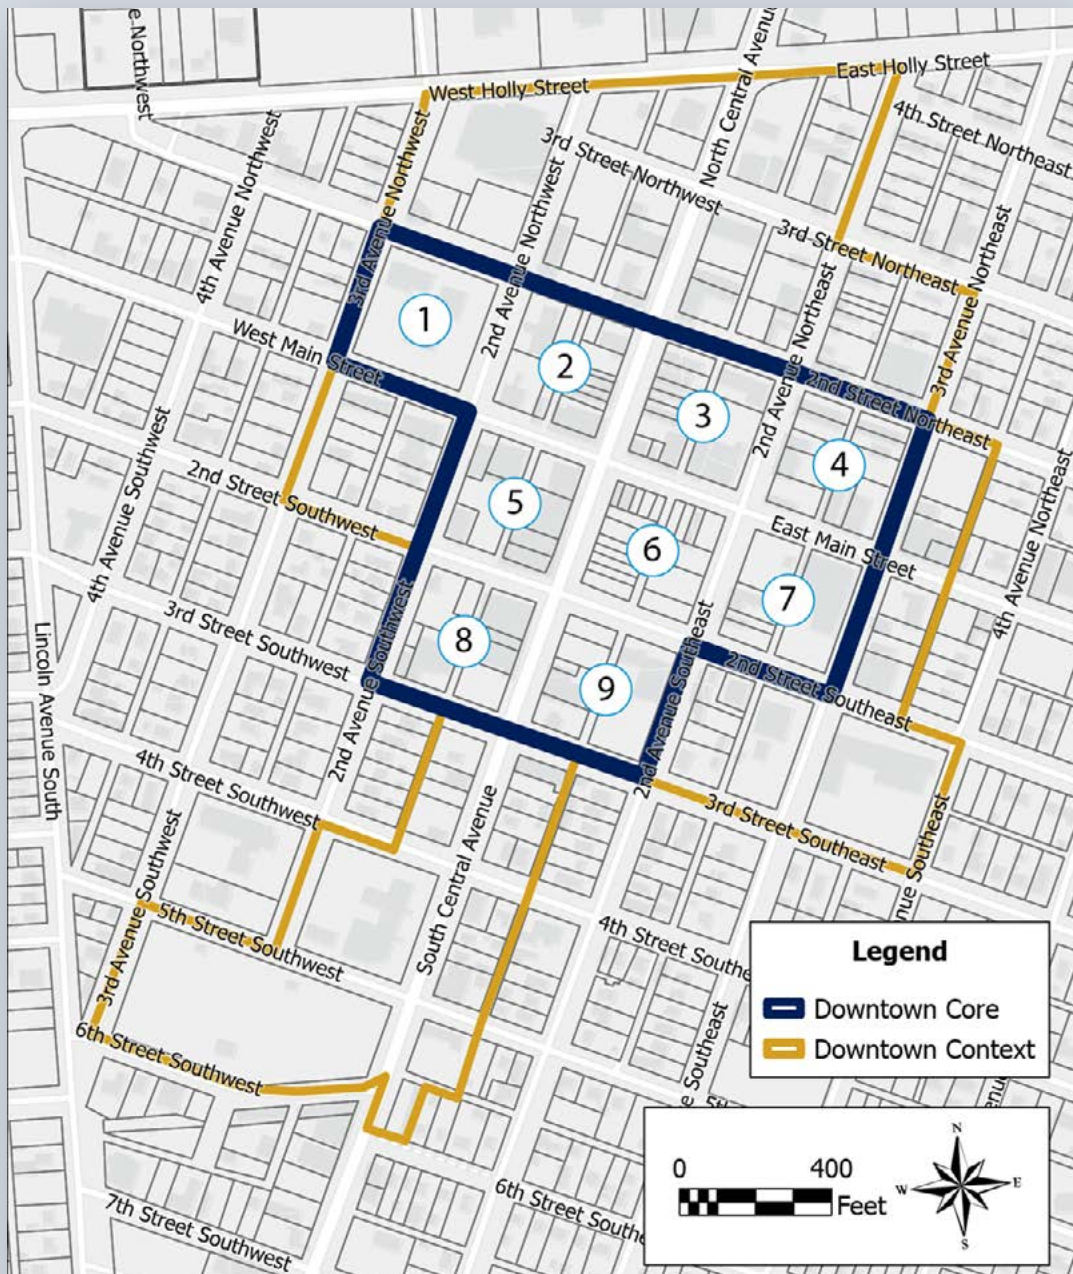 e Northwest
West Holly Street
East Holly Street
North Central Avenue
4th Street Northeast
3rd Street Northwest
4th Avenue Northwest
3rd Avenue Northwest
2nd Avenue Northwest
3rd Street Northeast
3rd Avenue Northeast
2nd Avenue Northeast
1
2
3
4
West Main Street
2nd Street Northeast
4th Avenue Southwest
2nd Street Southwest
5
6
7
East Main Street
4th Avenue Northeast
3rd Street Southwest
Lincoln Avenue South
2nd Avenue Southwest
8
9
2nd Avenue Southeast
2nd Street Southeast
4th Street Southwest
3rd Street Southeast
South Central Avenue
3rd Avenue Southwest
5th Street Southwest
4th Street Southe
venue Southeast
6th Street Southwest
e Southeast
5th
venu
6th Street Southe
7th Street Southwest
Legend
Downtown Core
Downtown Context
0 400
Feet
N
W E
S